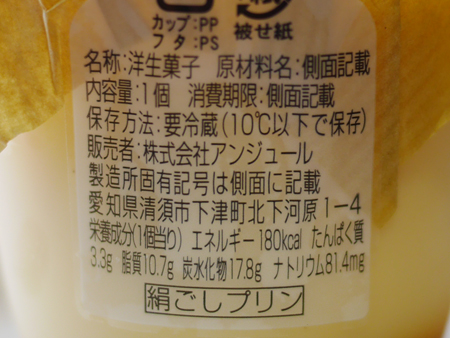 カップ:PP
フタ:PS 被せ紙
名称:洋生菓子 原材料名:側面記載
内容量:1個 消費期限:側面記載
保存方法:要冷蔵(10℃以下で保存)
販売者:株式会社アンジュール
製造所固有記号は側面に記載
愛知県清須市下津町北下河原1-4
栄養成分(1個当り) エネルギー180kcal たんぱく質
3.3g 脂質10.7g 炭水化物17.8g ナトリウム81.4mg
絹ごしプリン